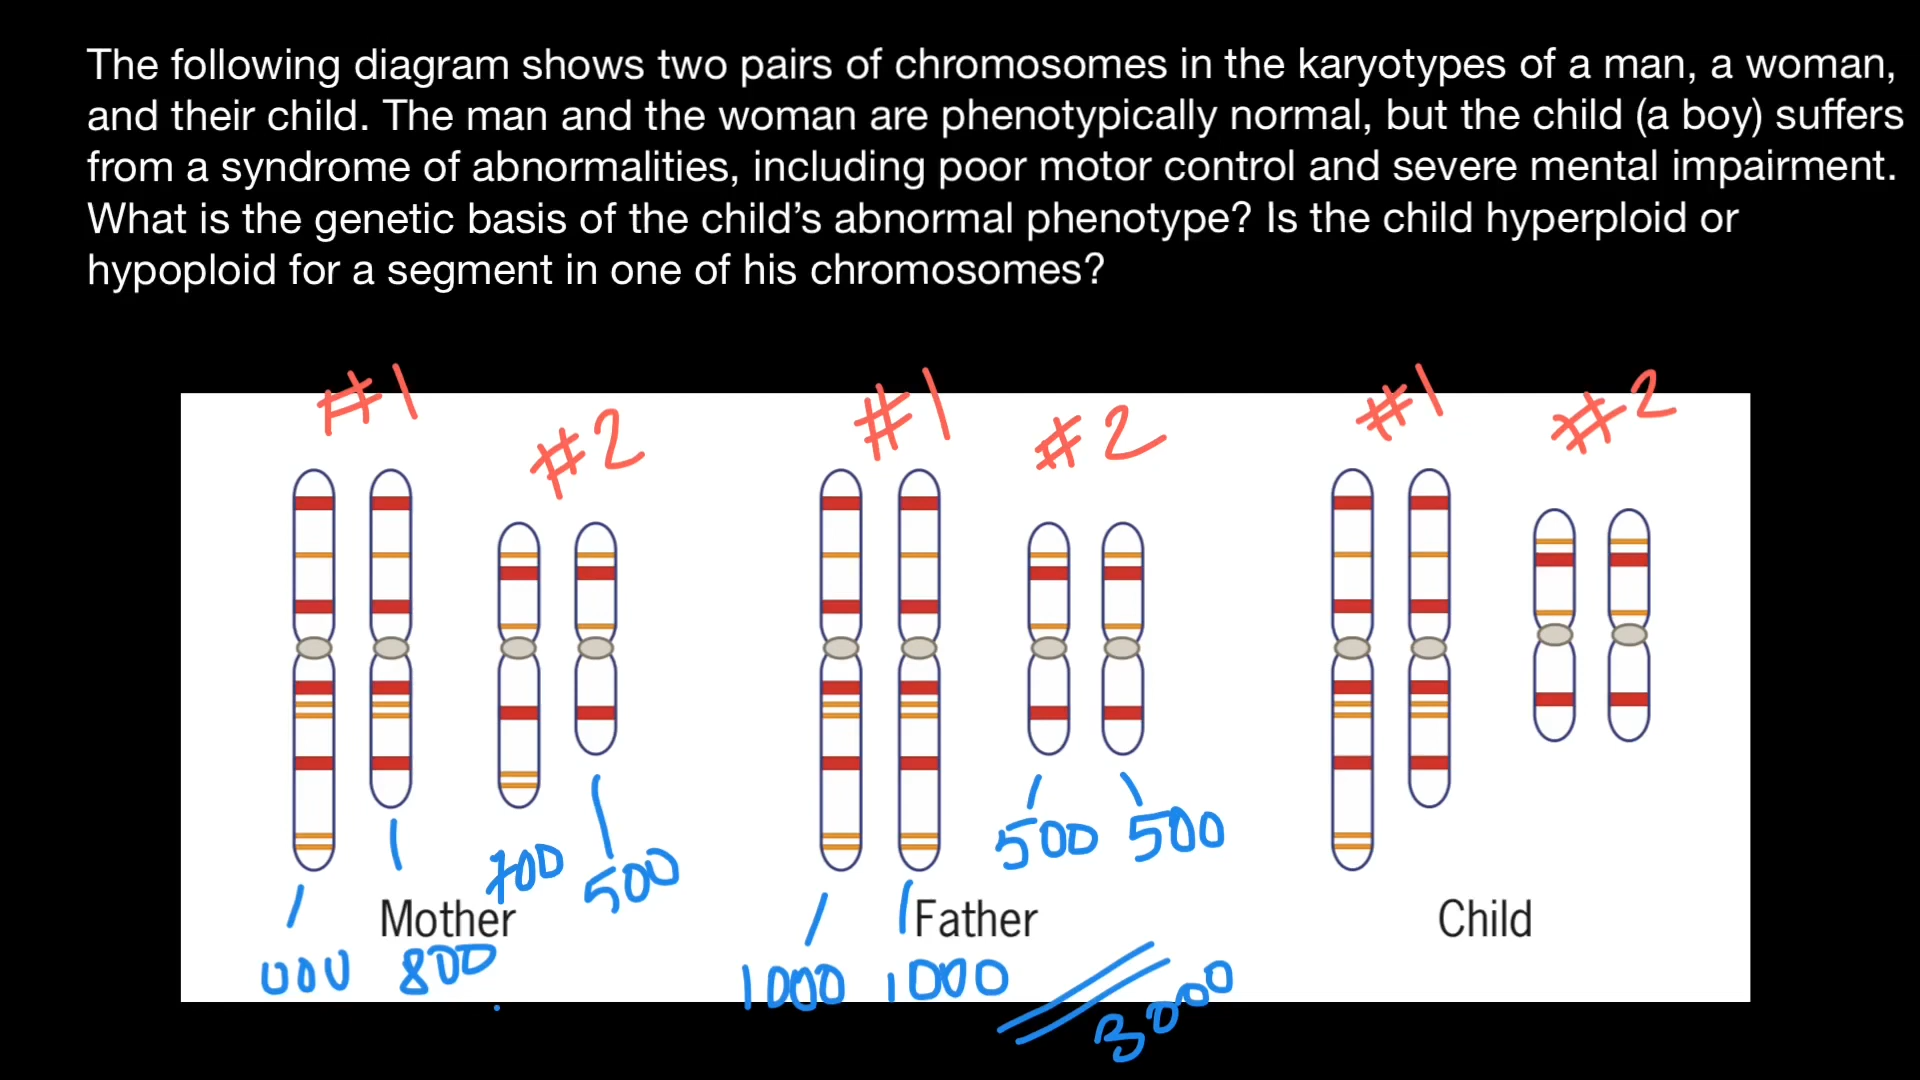 The following diagram shows two pairs of chromosomes in the karyotypes of a man, a woman,
and their child. The man and the woman are phenotypically normal, but the child (a boy) suffers
from a syndrome of abnormalities, including poor motor control and severe mental impairment.
What is the genetic basis of the child’s abnormal phenotype? Is the child hyperploid or
hypoploid for a segment in one of his chromosomes?
#1 #2 #1 #2 #1 #2
700 500 500 500
Mother Father Child
000 800 1000 1000 3000